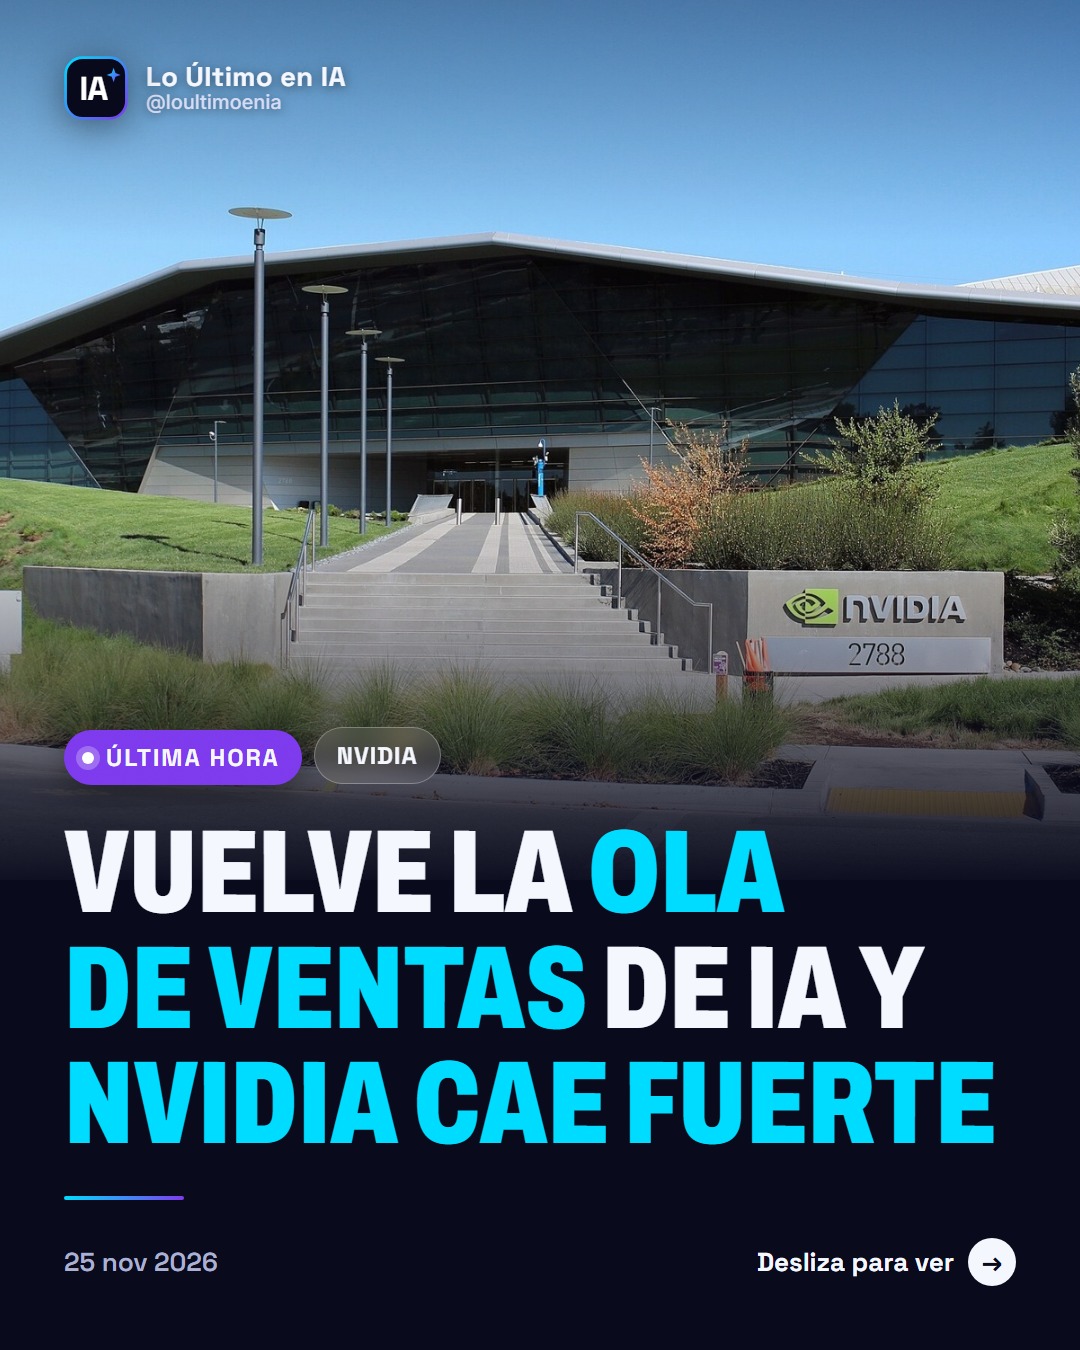 IA
Lo Último en IA
@loultimoenia
NVIDIA
2788
ÚLTIMA HORA
NVIDIA
VUELVE LA OLA
DE VENTAS DE IA Y
NVIDIA CAE FUERTE
25 nov 2026
Desliza para ver →